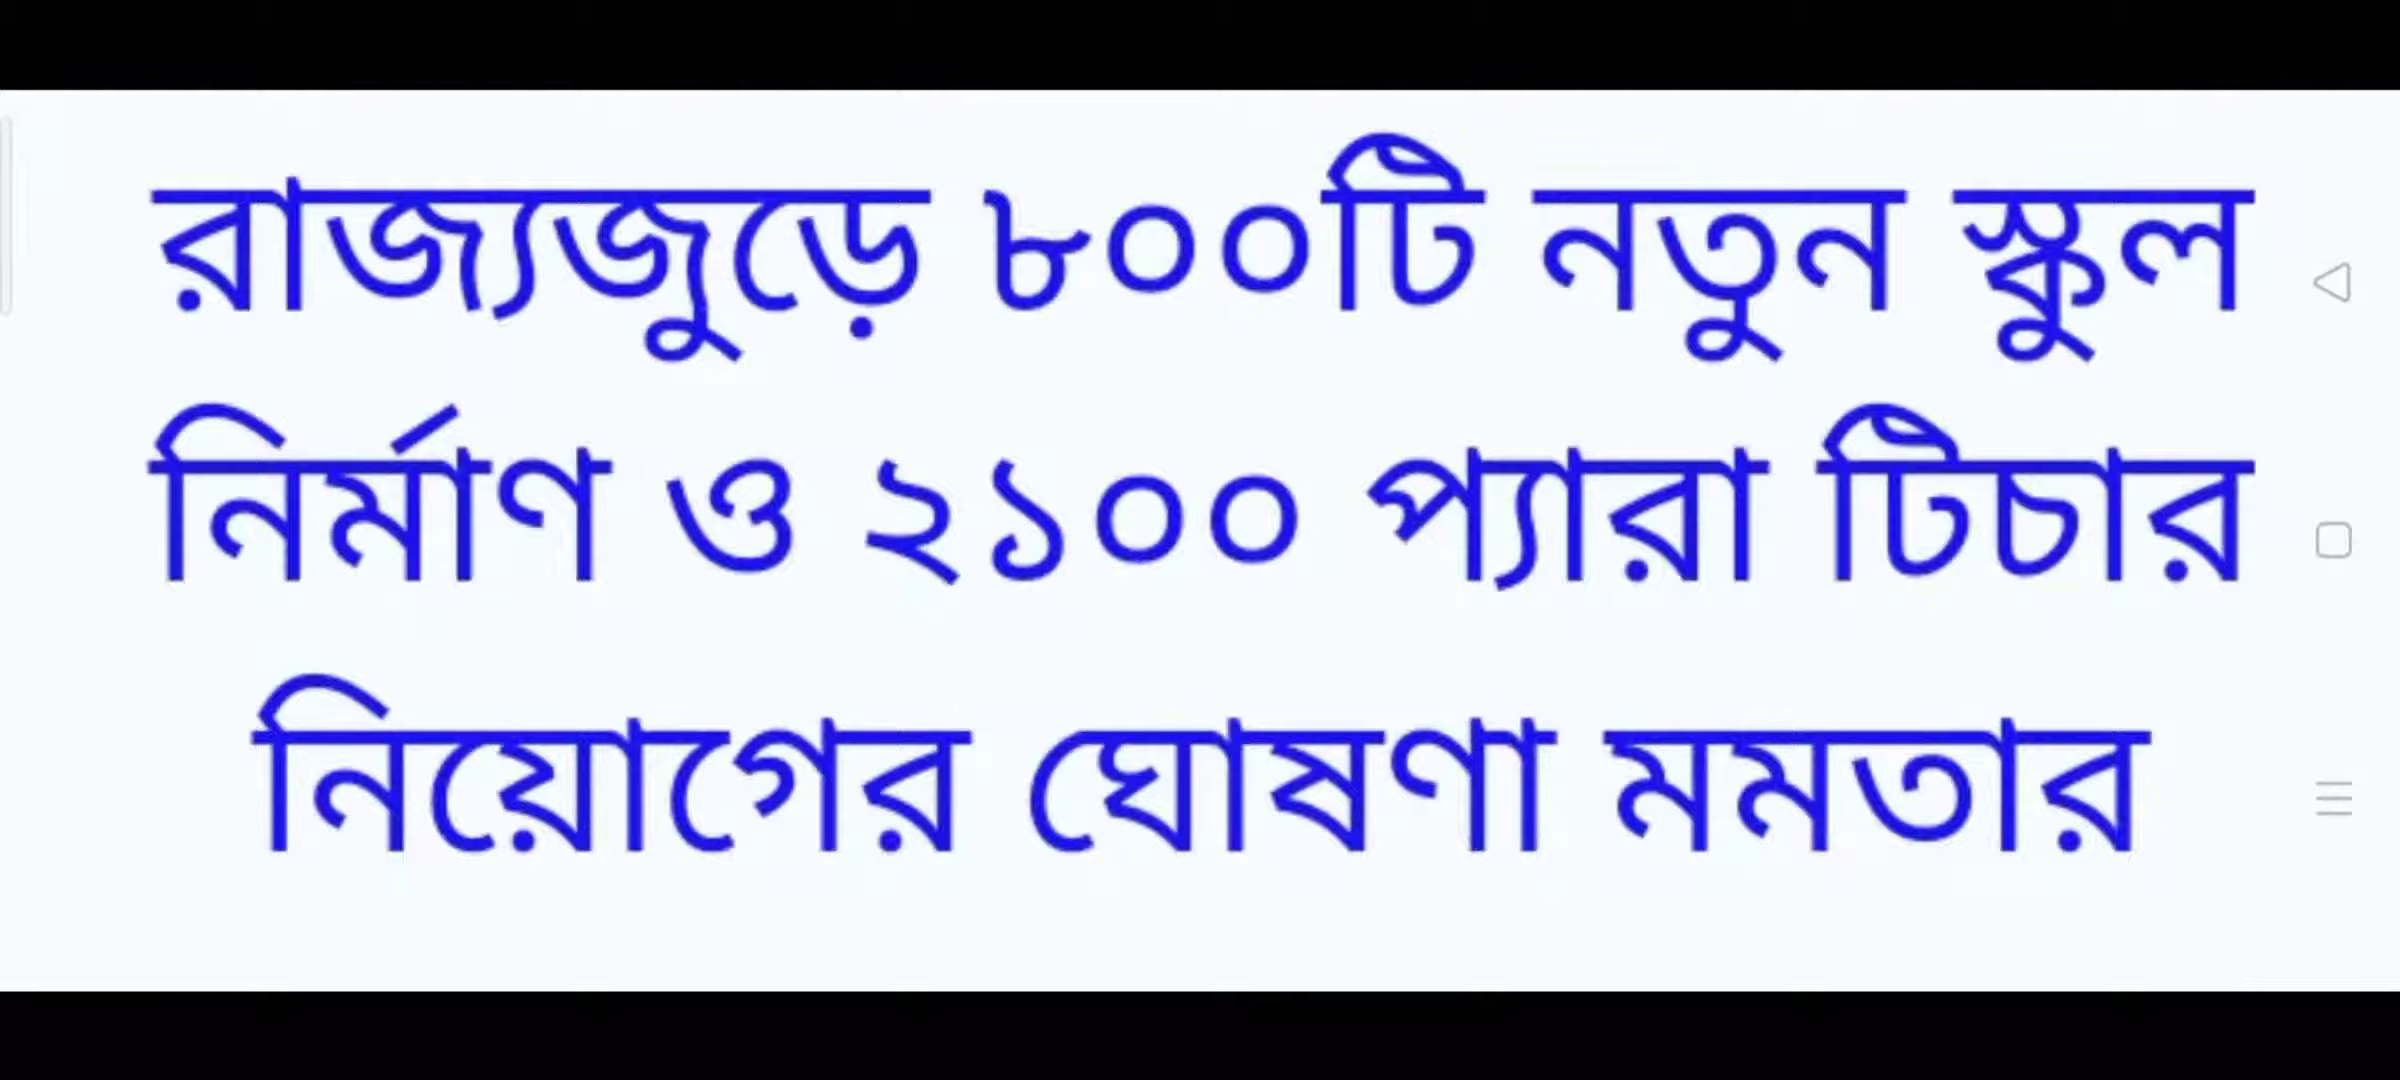 রাজ্যজুড়ে ৮০০টি নতুন স্কুল
নির্মাণ ও ২১০০ প্যারা টিচার
নিয়োগের ঘোষণা মমতার